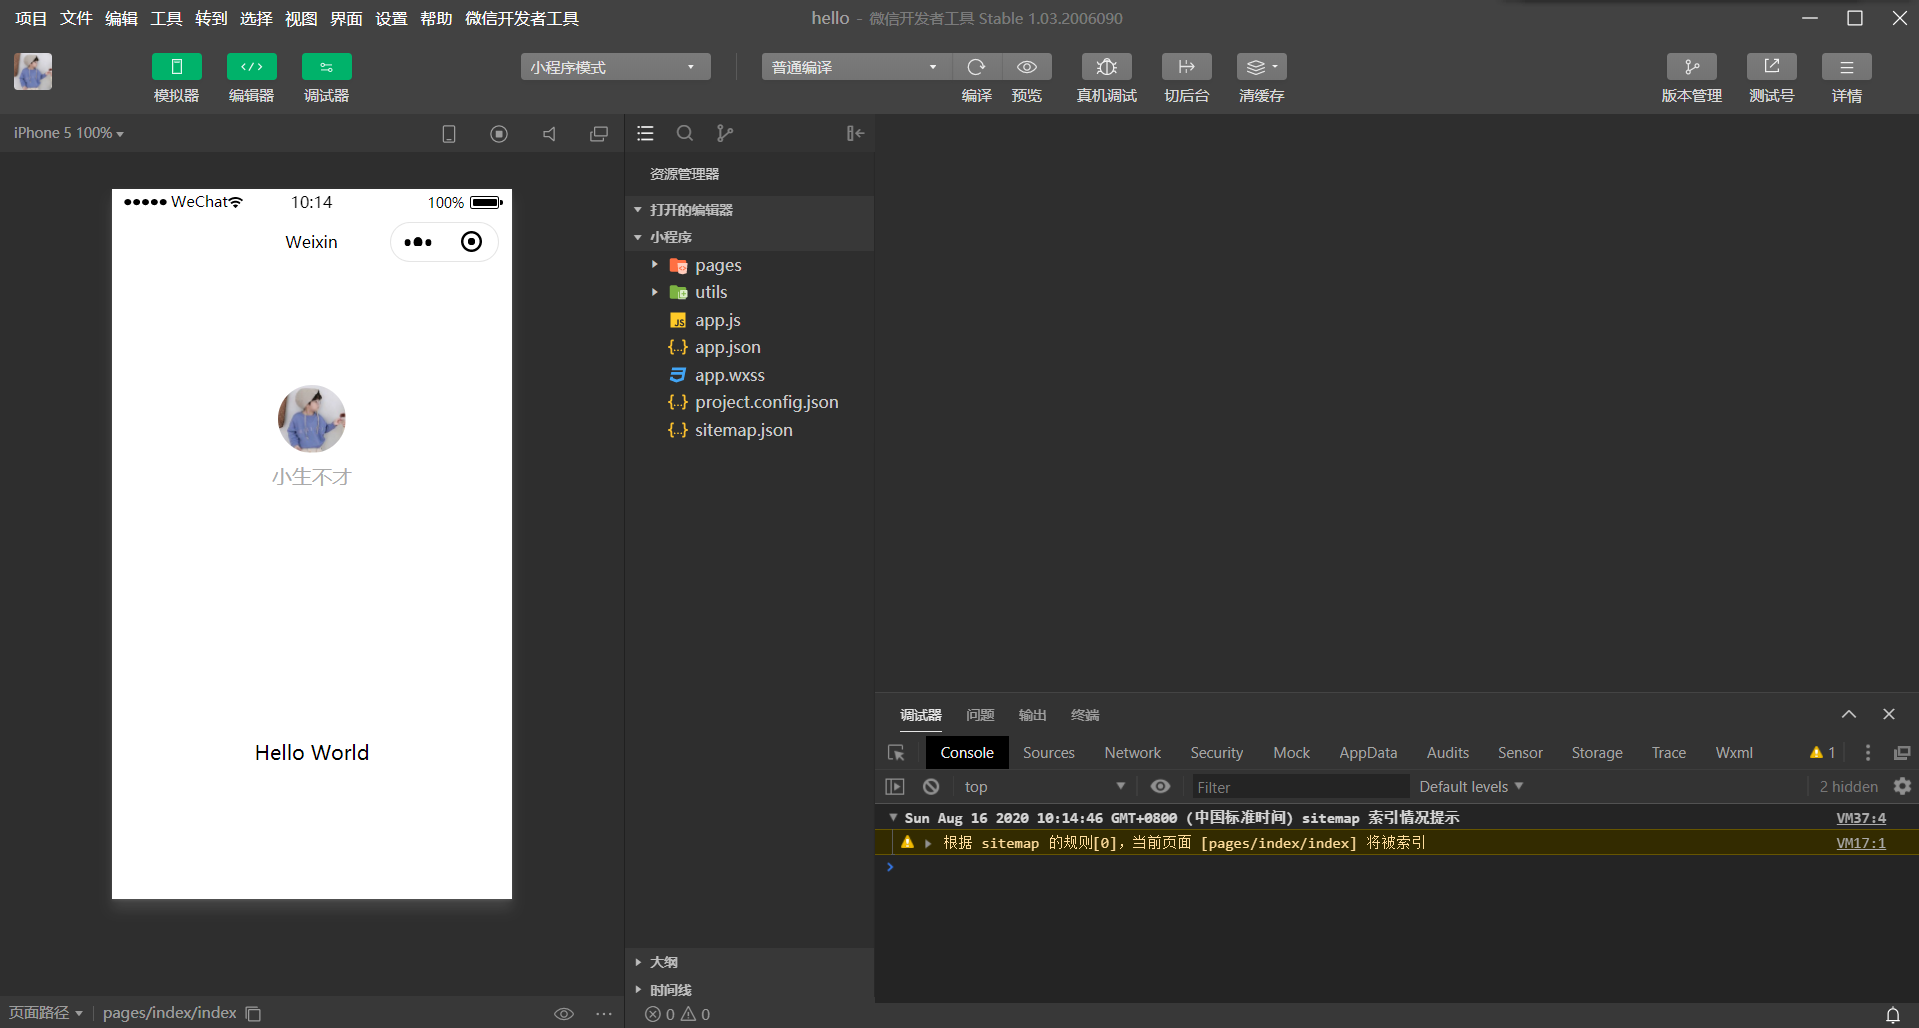 项目 文件 编辑 工具 转到 选择 视图 界面 设置 帮助 微信开发者工具
hello - 微信开发者工具 Stable 1.03.2006090
模拟器 编辑器 调试器
小程序模式
普通编译
编译 预览 真机调试 切后台 清缓存
版本管理 测试号 详情
iPhone 5 100%
WeChat 10:14 100%
Weixin
小生不才
Hello World
页面路径 pages/index/index
资源管理器
打开的编辑器
小程序
pages
utils
JS app.js
{..} app.json
app.wxss
{..} project.config.json
{..} sitemap.json
大纲
时间线
0 0
调试器 问题 输出 终端
Console Sources Network Security Mock AppData Audits Sensor Storage Trace Wxml 1
top Filter Default levels 2 hidden
Sun Aug 16 2020 10:14:46 GMT+0800 (中国标准时间) sitemap 索引情况提示 VM37:4
根据 sitemap 的规则[0]，当前页面 [pages/index/index] 将被索引 VM17:1